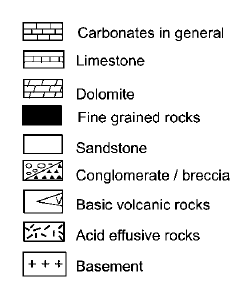 Carbonates in general
Limestone
Dolomite
Fine grained rocks
Sandstone
Conglomerate / breccia
Basic volcanic rocks
Acid effusive rocks
Basement